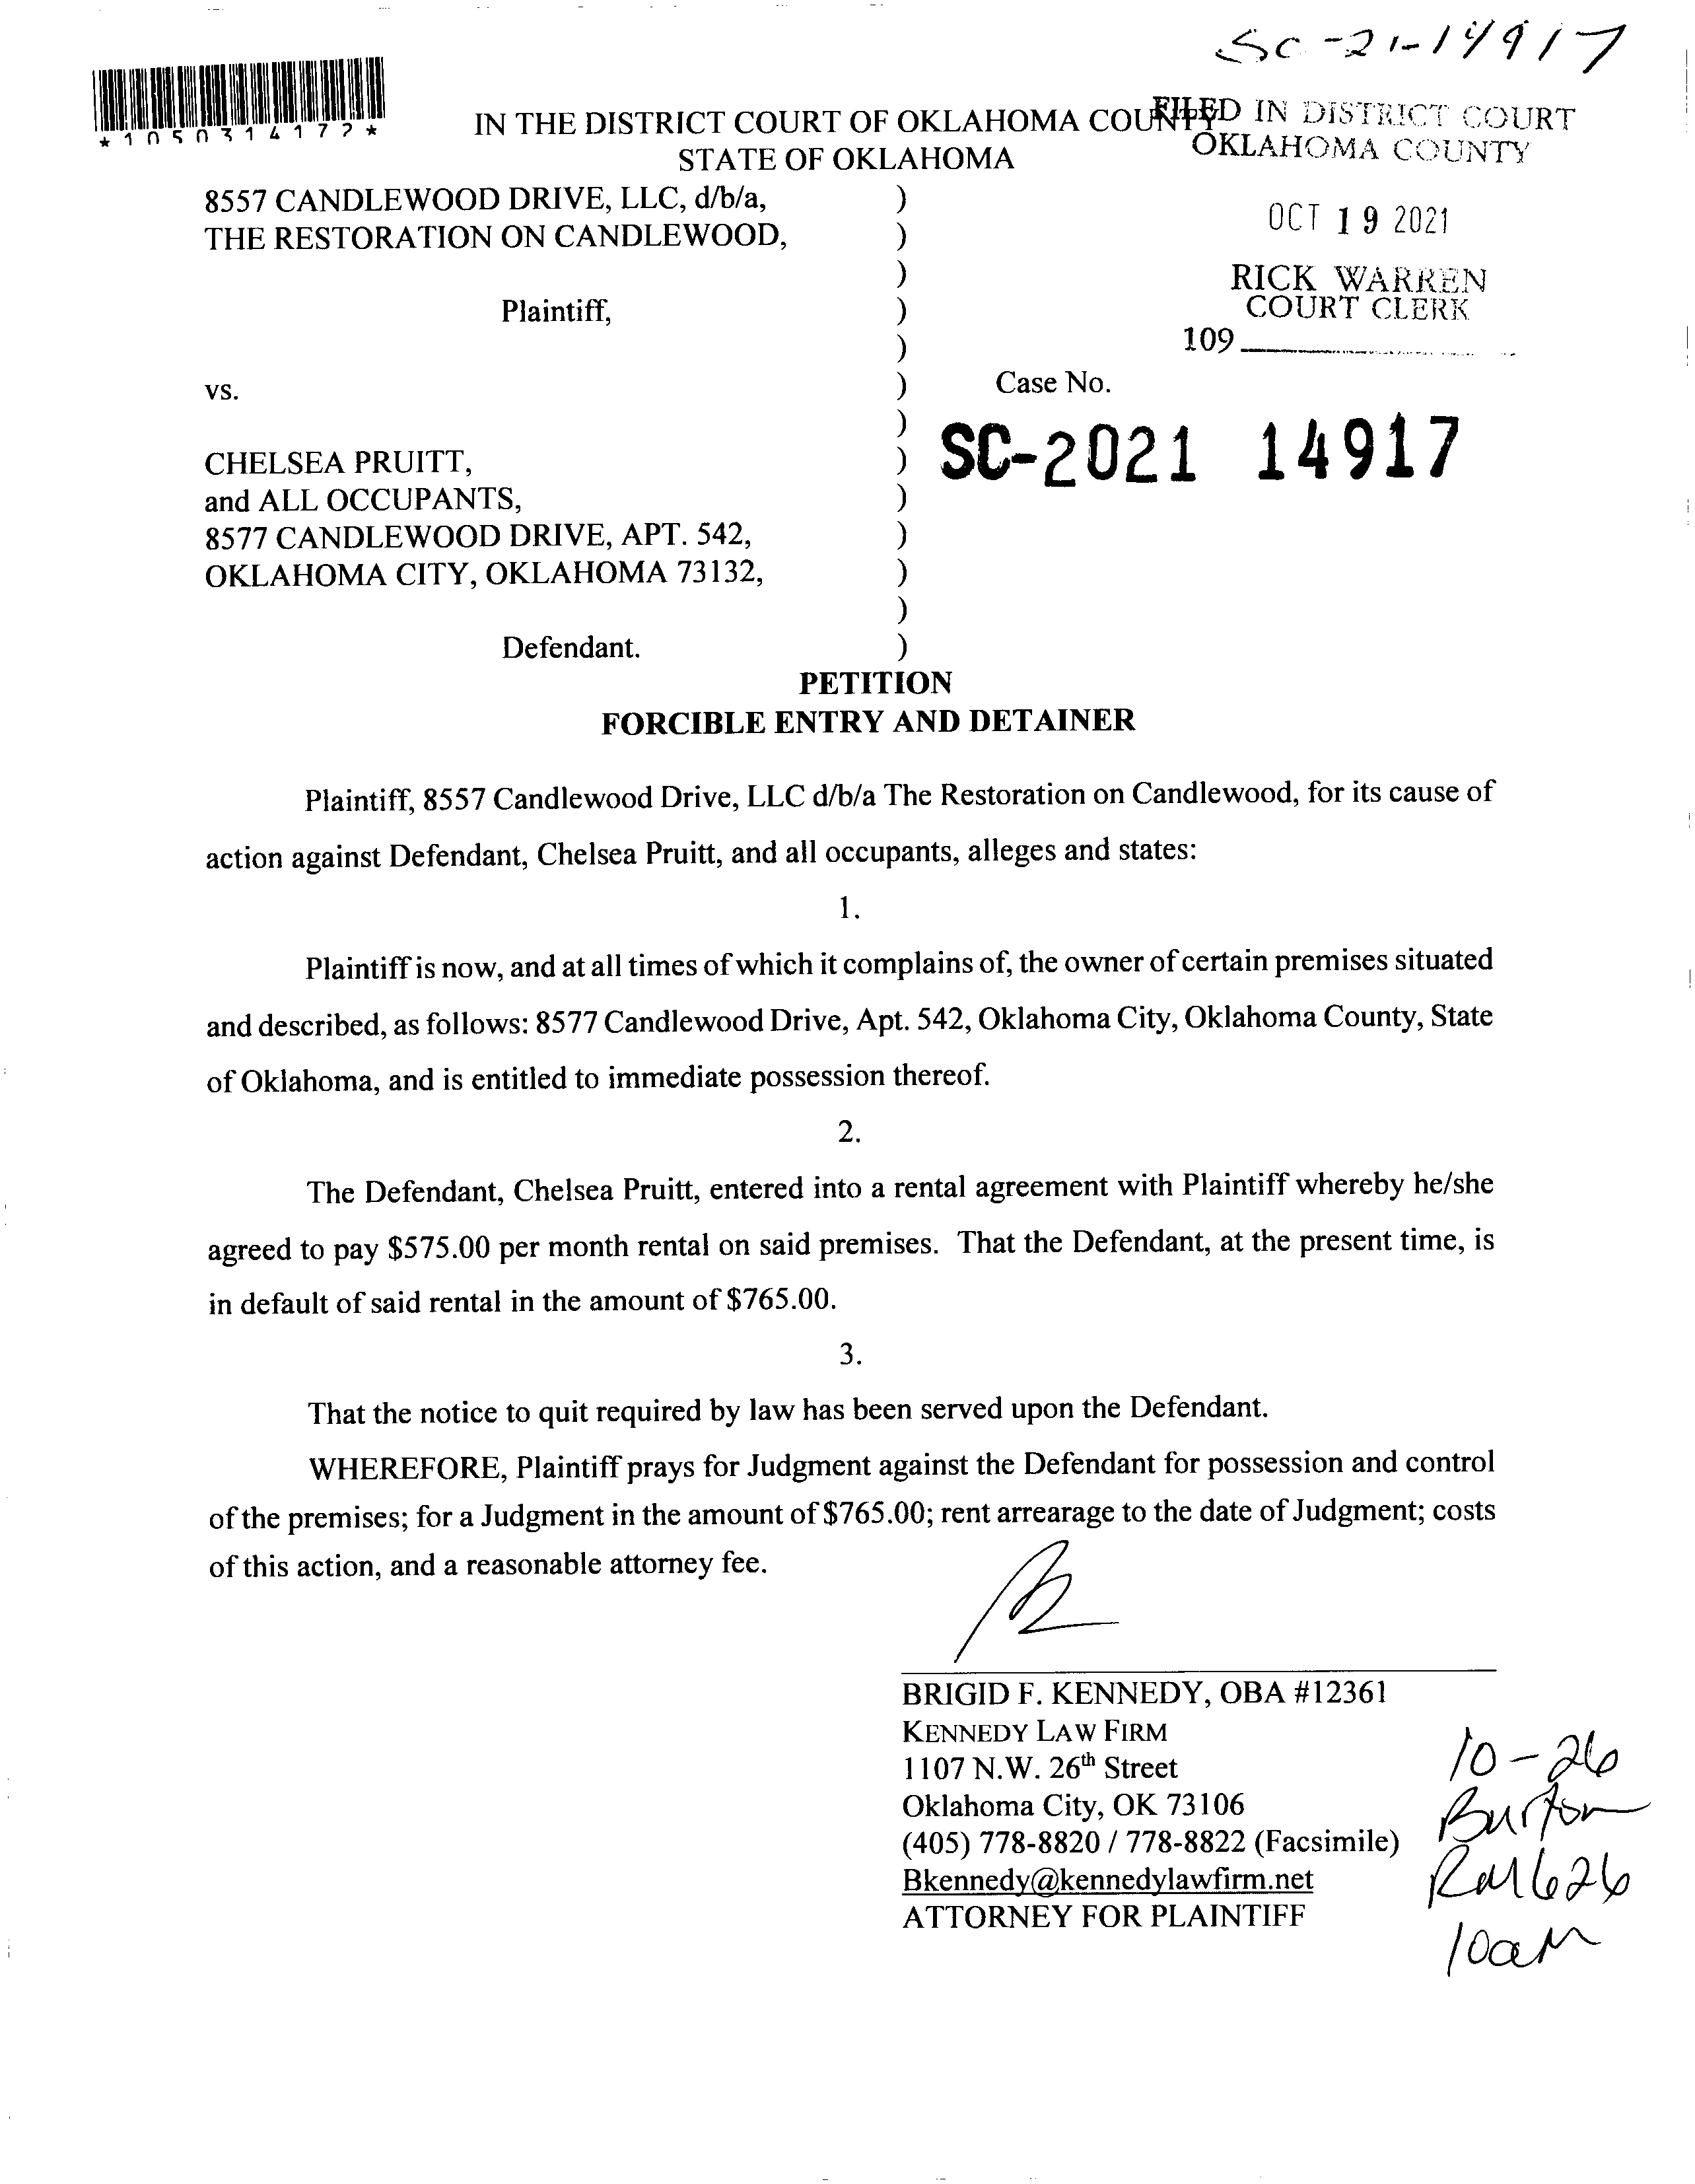 SC-21-14917
*1050314172*
IN THE DISTRICT COURT OF OKLAHOMA COUNTY
STATE OF OKLAHOMA
FILED IN DISTRICT COURT
OKLAHOMA COUNTY
OCT 19 2021
RICK WARREN
COURT CLERK
109
8557 CANDLEWOOD DRIVE, LLC, d/b/a, )
THE RESTORATION ON CANDLEWOOD, )
)
Plaintiff, )
)
vs. ) Case No.
)
CHELSEA PRUITT, ) SC-2021 14917
and ALL OCCUPANTS, )
8577 CANDLEWOOD DRIVE, APT. 542, )
OKLAHOMA CITY, OKLAHOMA 73132, )
)
Defendant. )
PETITION
FORCIBLE ENTRY AND DETAINER
Plaintiff, 8557 Candlewood Drive, LLC d/b/a The Restoration on Candlewood, for its cause of
action against Defendant, Chelsea Pruitt, and all occupants, alleges and states:
1.
Plaintiff is now, and at all times of which it complains of, the owner of certain premises situated
and described, as follows: 8577 Candlewood Drive, Apt. 542, Oklahoma City, Oklahoma County, State
of Oklahoma, and is entitled to immediate possession thereof.
2.
The Defendant, Chelsea Pruitt, entered into a rental agreement with Plaintiff whereby he/she
agreed to pay $575.00 per month rental on said premises. That the Defendant, at the present time, is
in default of said rental in the amount of $765.00.
3.
That the notice to quit required by law has been served upon the Defendant.
WHEREFORE, Plaintiff prays for Judgment against the Defendant for possession and control
of the premises; for a Judgment in the amount of $765.00; rent arrearage to the date of Judgment; costs
of this action, and a reasonable attorney fee.
BRIGID F. KENNEDY, OBA #12361
KENNEDY LAW FIRM
1107 N.W. 26th Street
Oklahoma City, OK 73106
(405) 778-8820 / 778-8822 (Facsimile)
Bkennedy@kennedylawfirm.net
ATTORNEY FOR PLAINTIFF
10-26
Burton
RM 626
10am